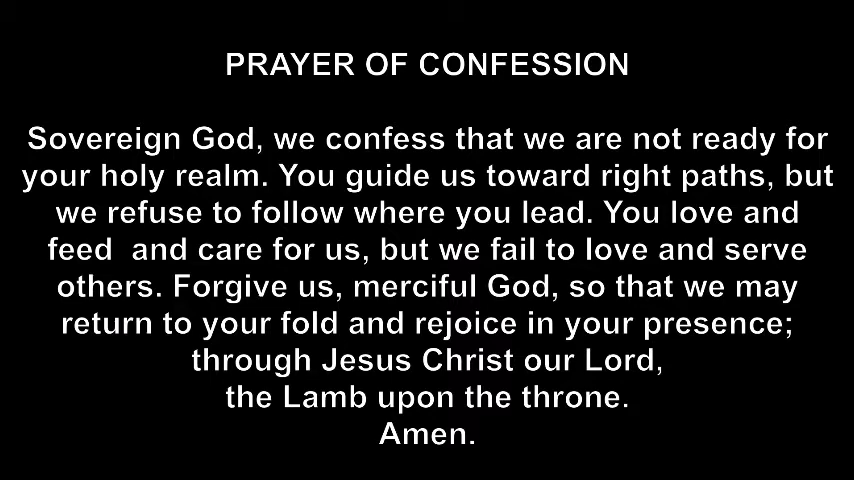 PRAYER OF CONFESSION
Sovereign God, we confess that we are not ready for
your holy realm. You guide us toward right paths, but
we refuse to follow where you lead. You love and
feed  and care for us, but we fail to love and serve
others. Forgive us, merciful God, so that we may
return to your fold and rejoice in your presence;
through Jesus Christ our Lord,
the Lamb upon the throne.
Amen.